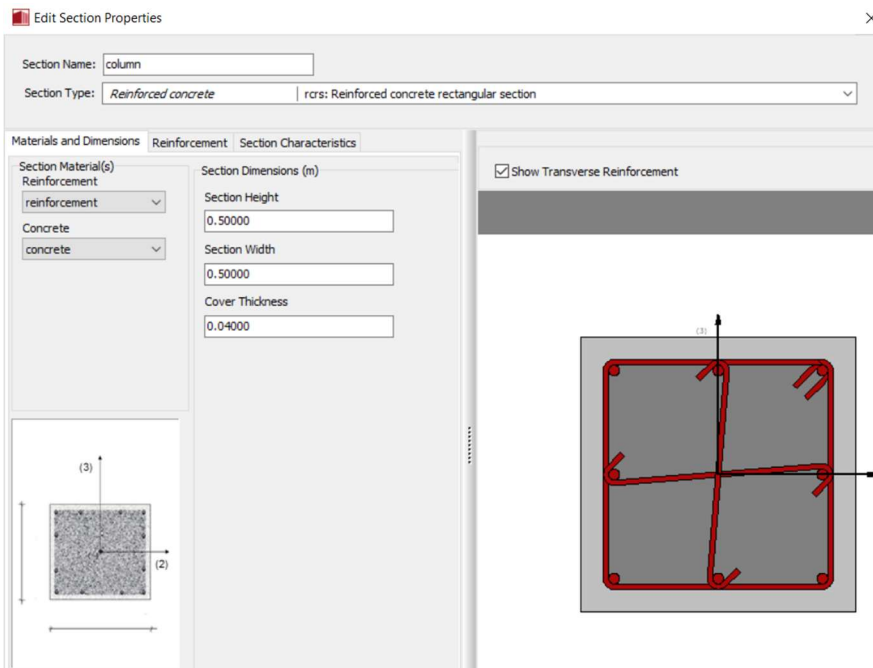 Edit Section Properties
Section Name: column
Section Type: Reinforced concrete rcrs: Reinforced concrete rectangular section
Materials and Dimensions Reinforcement Section Characteristics
Section Material(s)
Reinforcement
reinforcement
Concrete
concrete
Section Dimensions (m)
Section Height
0.50000
Section Width
0.50000
Cover Thickness
0.04000
Show Transverse Reinforcement
(3)
(3)
(2)